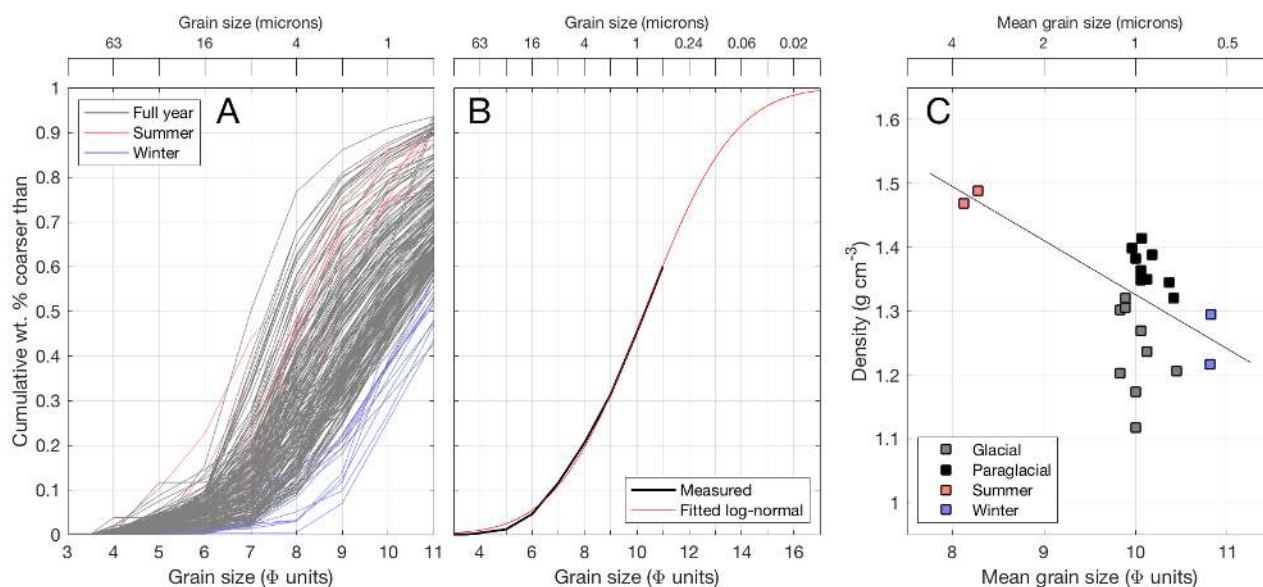 Grain size (microns)
63 16 4 1
Grain size (microns)
63 16 4 1 0.24 0.06 0.02
Mean grain size (microns)
4 2 1 0.5
A
Full year
Summer
Winter
Cumulative wt. % coarser than
1
0.9
0.8
0.7
0.6
0.5
0.4
0.3
0.2
0.1
0
3 4 5 6 7 8 9 10 11
Grain size (Φ units)
B
Measured
Fitted log-normal
4 6 8 10 12 14 16
Grain size (Φ units)
C
Density (g cm-3)
1.6
1.5
1.4
1.3
1.2
1.1
1
Glacial
Paraglacial
Summer
Winter
8 9 10 11
Mean grain size (Φ units)